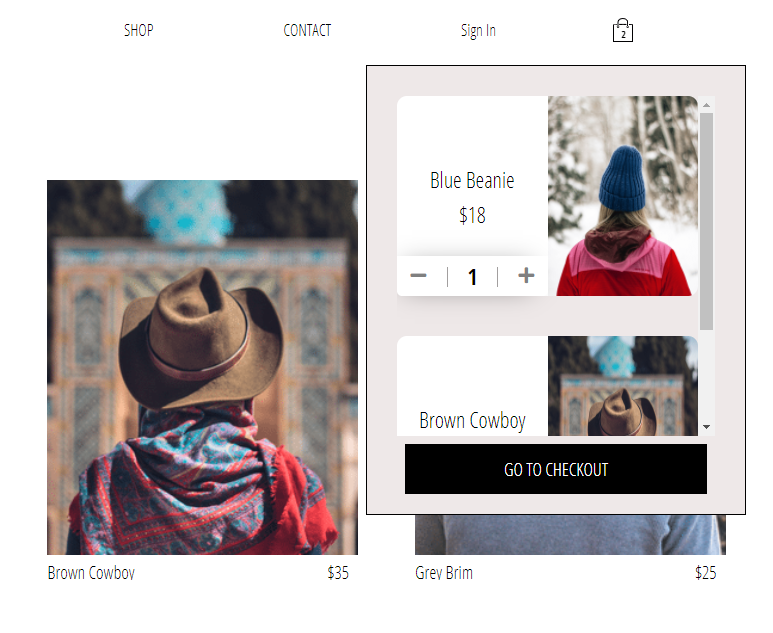 SHOP CONTACT Sign In 2
Blue Beanie
$18
− 1 +
Brown Cowboy
GO TO CHECKOUT
Brown Cowboy $35 Grey Brim $25